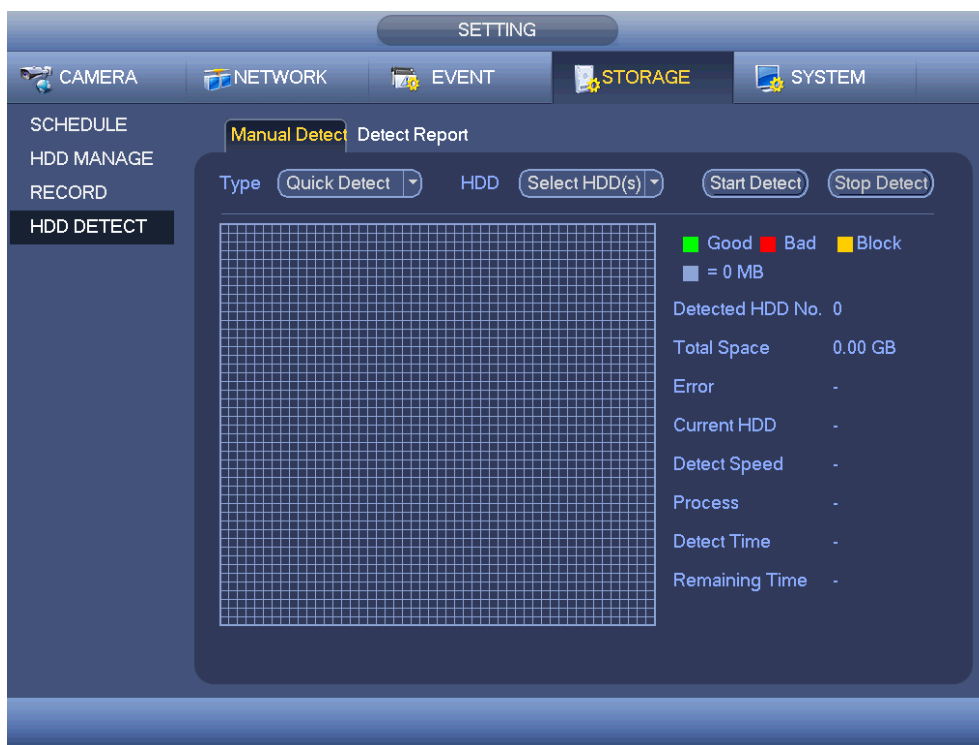 SETTING
CAMERA NETWORK EVENT STORAGE SYSTEM
SCHEDULE
HDD MANAGE
RECORD
HDD DETECT
Manual Detect Detect Report
Type Quick Detect HDD Select HDD(s) Start Detect Stop Detect
Good Bad Block
= 0 MB
Detected HDD No. 0
Total Space 0.00 GB
Error -
Current HDD -
Detect Speed -
Process -
Detect Time -
Remaining Time -